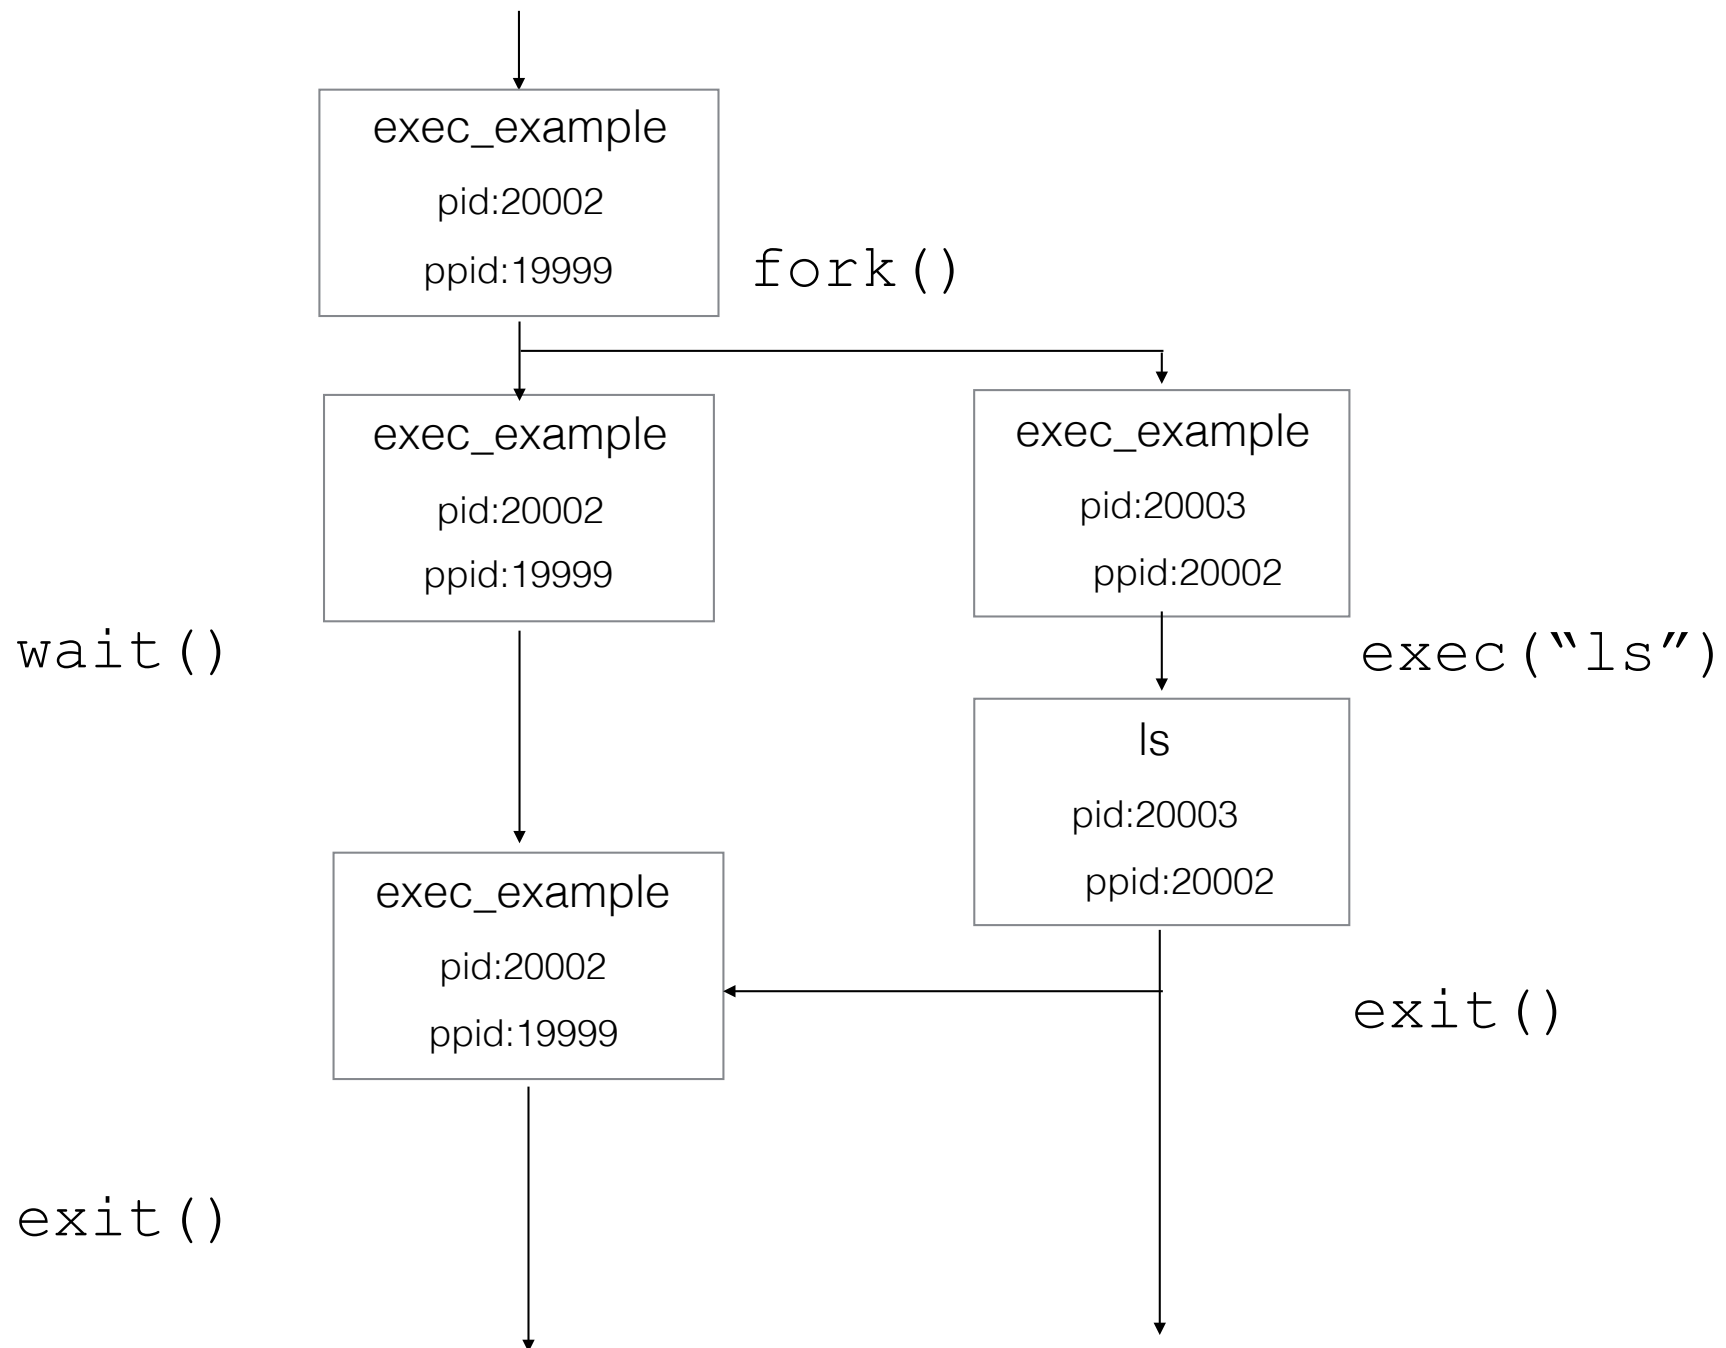 exec_example
pid:20002
ppid:19999
fork()
exec_example
pid:20002
ppid:19999
exec_example
pid:20003
ppid:20002
wait()
exec(“ls”)
ls
pid:20003
ppid:20002
exec_example
pid:20002
ppid:19999
exit()
exit()